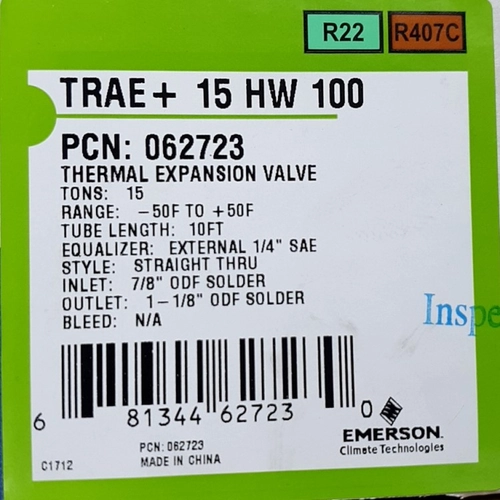 R22 R407C
TRAE+ 15 HW 100
PCN: 062723
THERMAL EXPANSION VALVE
TONS: 15
RANGE: -50F TO +50F
TUBE LENGTH: 10FT
EQUALIZER: EXTERNAL 1/4" SAE
STYLE: STRAIGHT THRU
INLET: 7/8" ODF SOLDER
OUTLET: 1-1/8" ODF SOLDER
BLEED: N/A
Inspe
6 81344 62723 0
EMERSON.
Climate Technologies
PCN: 062723
MADE IN CHINA
C1712